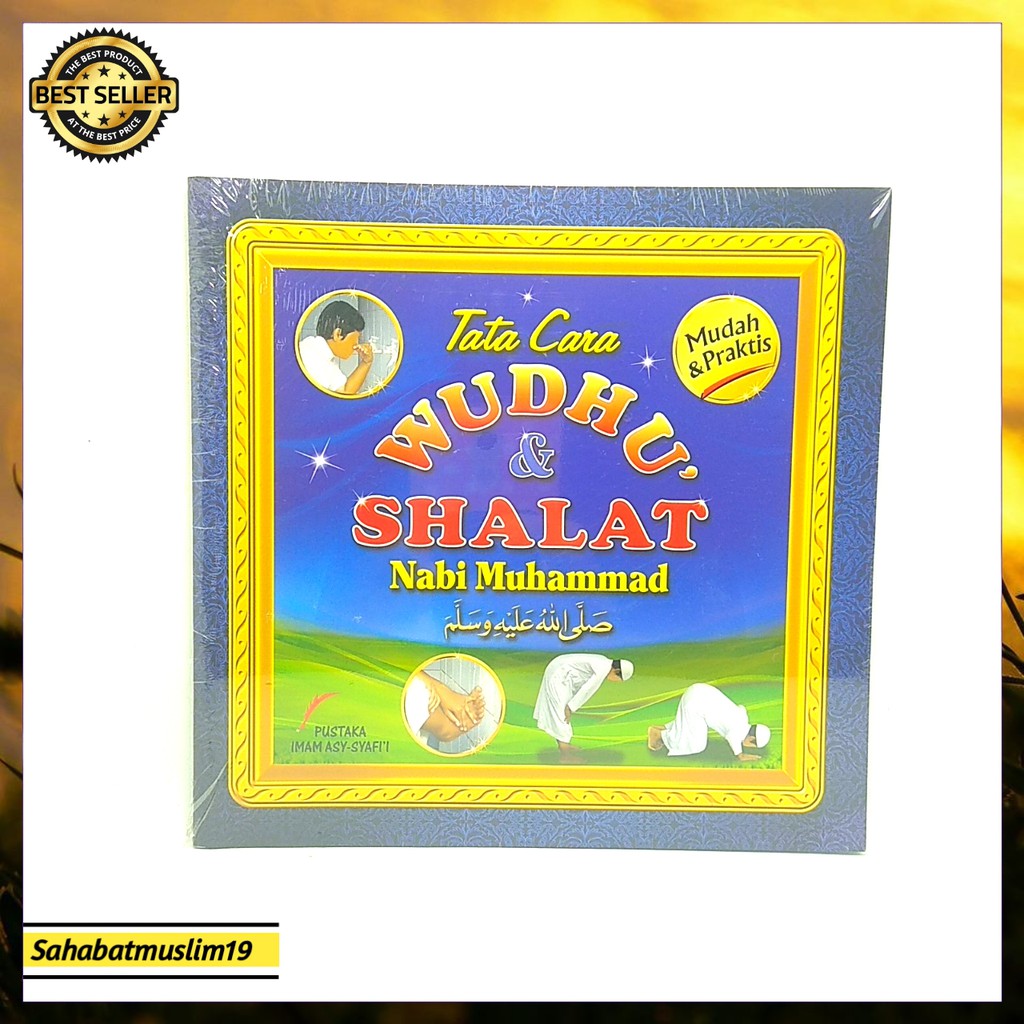 THE BEST PRODUCT
BEST SELLER
AT THE BEST PRICE
Tata Cara
Mudah
& Praktis
WUDHU'
&
SHALAT
Nabi Muhammad
صَلَّى اللهُ عَلَيْهِ وَسَلَّمَ
PUSTAKA
IMAM ASY-SYAFI'I
Sahabatmuslim19